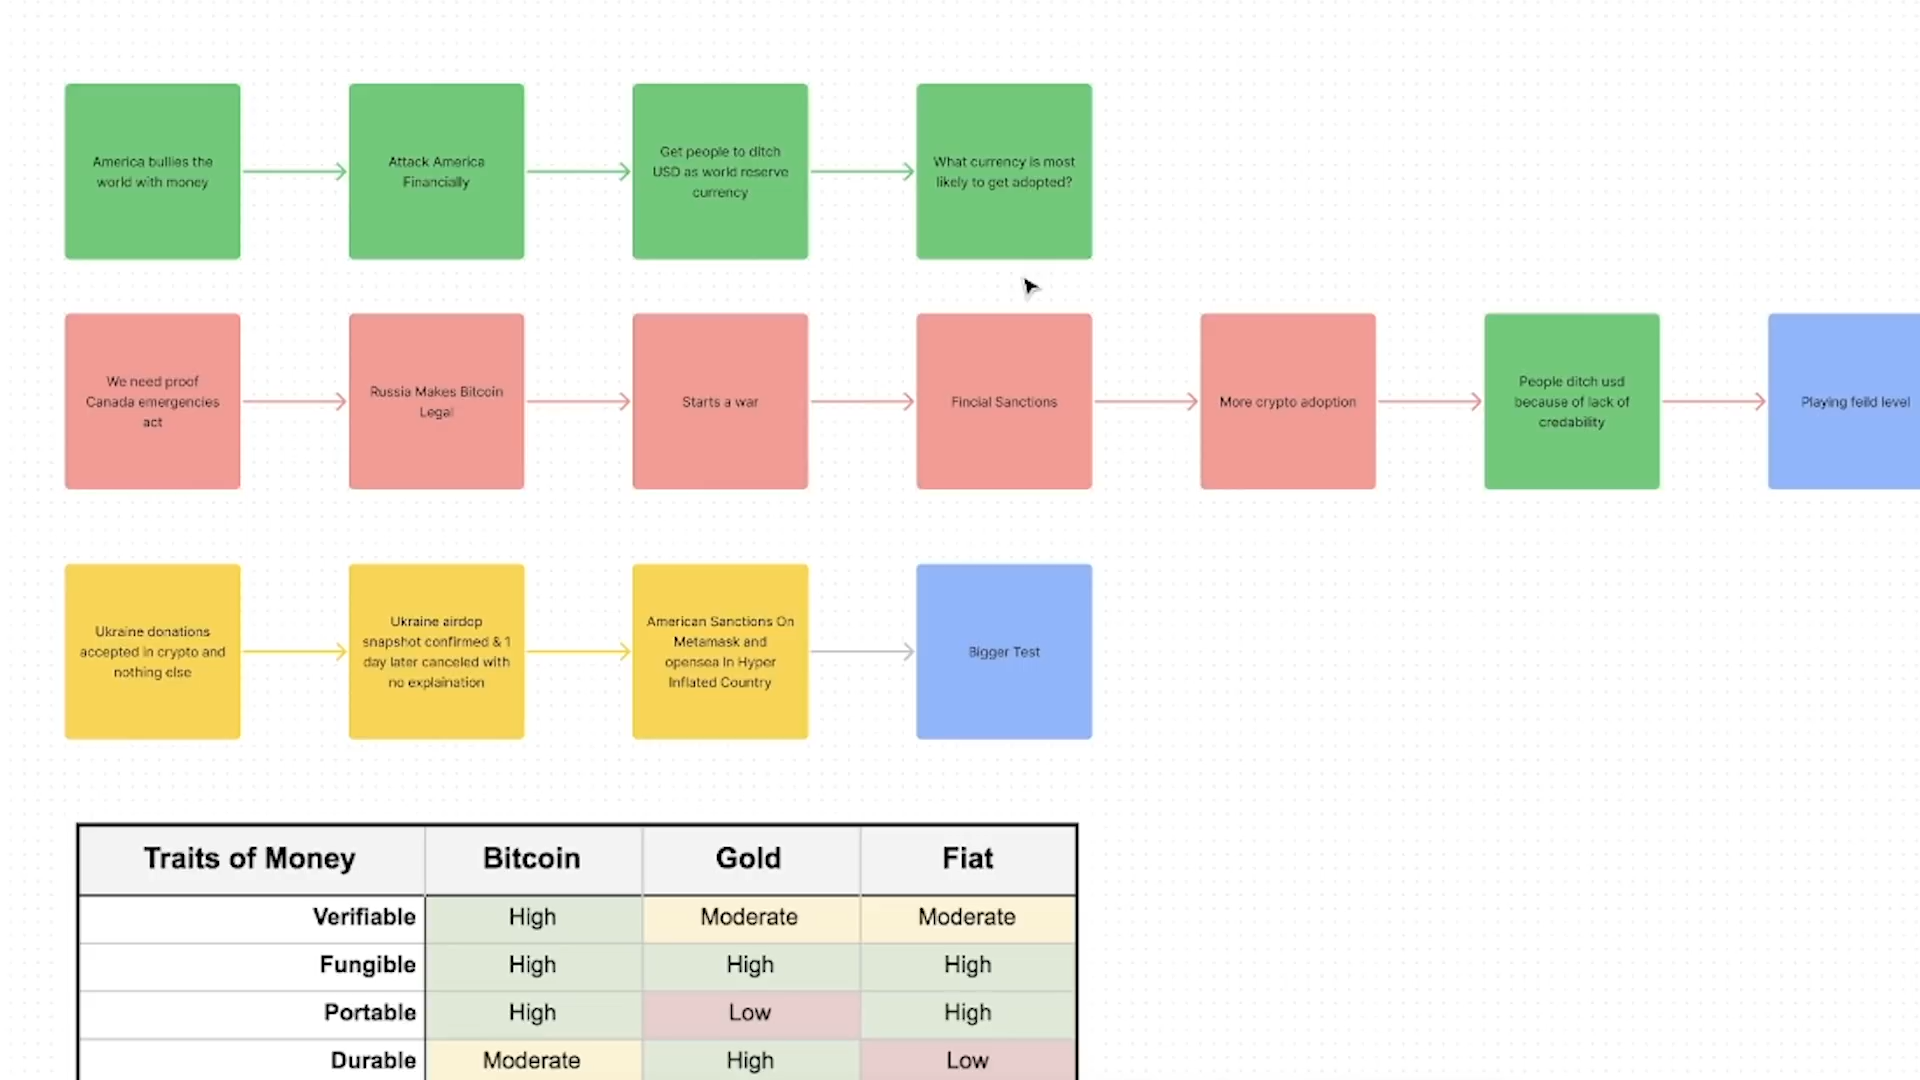 America bullies the
world with money
Attack America
Financially
Get people to ditch
USD as world reserve
currency
What currency is most
likely to get adopted?
We need proof
Canada emergencies
act
Russia Makes Bitcoin
Legal
Starts a war
Fincial Sanctions
More crypto adoption
People ditch usd
because of lack of
credability
Playing feild level
Ukraine donations
accepted in crypto and
nothing else
Ukraine airdop
snapshot confirmed & 1
day later canceled with
no explaination
American Sanctions On
Metamask and
opensea In Hyper
Inflated Country
Bigger Test
Traits of Money Bitcoin Gold Fiat
Verifiable High Moderate Moderate
Fungible High High High
Portable High Low High
Durable Moderate High Low